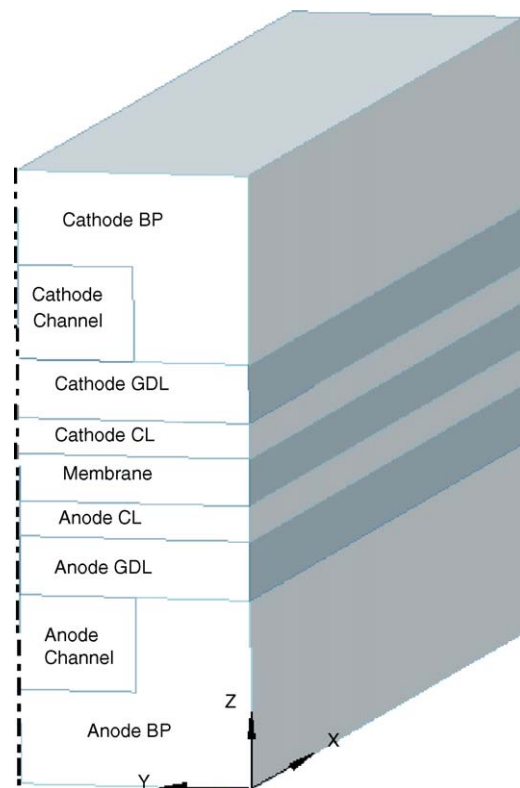 Cathode BP
Cathode
Channel
Cathode GDL
Cathode CL
Membrane
Anode CL
Anode GDL
Anode
Channel
Z
X
Anode BP
Y